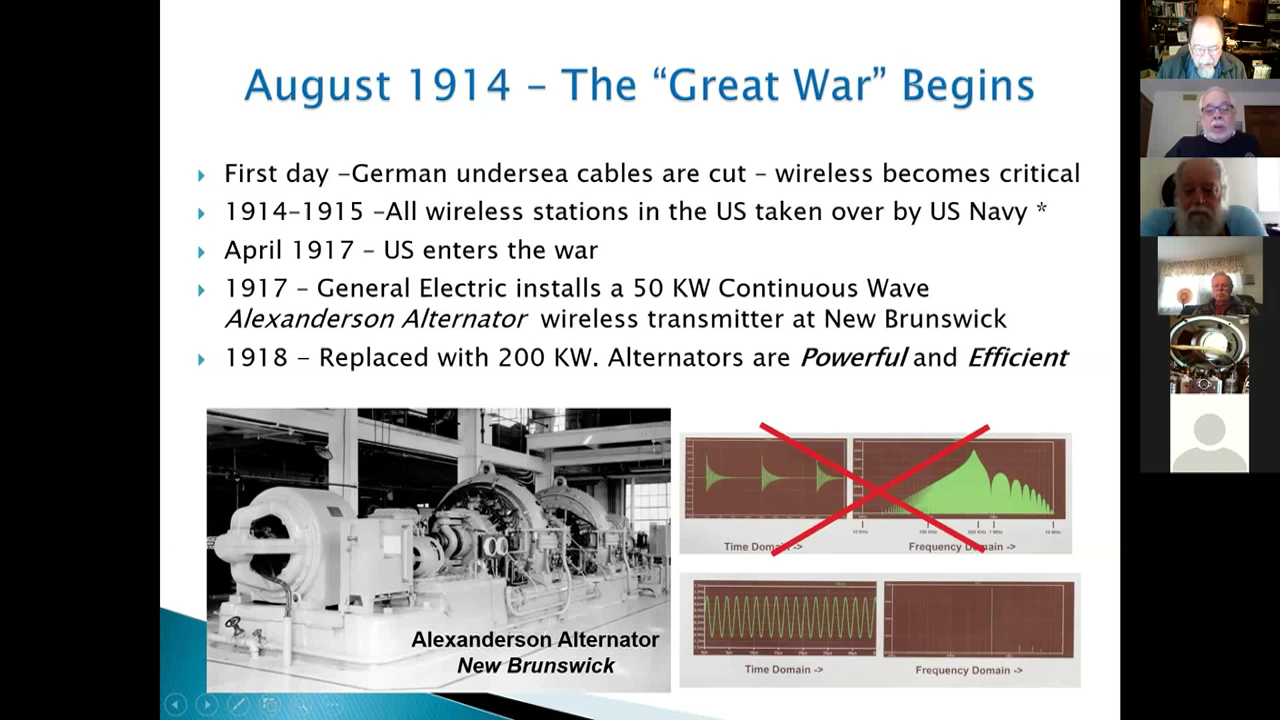 August 1914 – The “Great War” Begins
First day –German undersea cables are cut – wireless becomes critical
1914–1915 –All wireless stations in the US taken over by US Navy *
April 1917 – US enters the war
1917 – General Electric installs a 50 KW Continuous Wave
Alexanderson Alternator wireless transmitter at New Brunswick
1918 – Replaced with 200 KW. Alternators are Powerful and Efficient
Alexanderson Alternator
New Brunswick
Time Domain ->
Frequency Domain ->
Time Domain ->
Frequency Domain ->